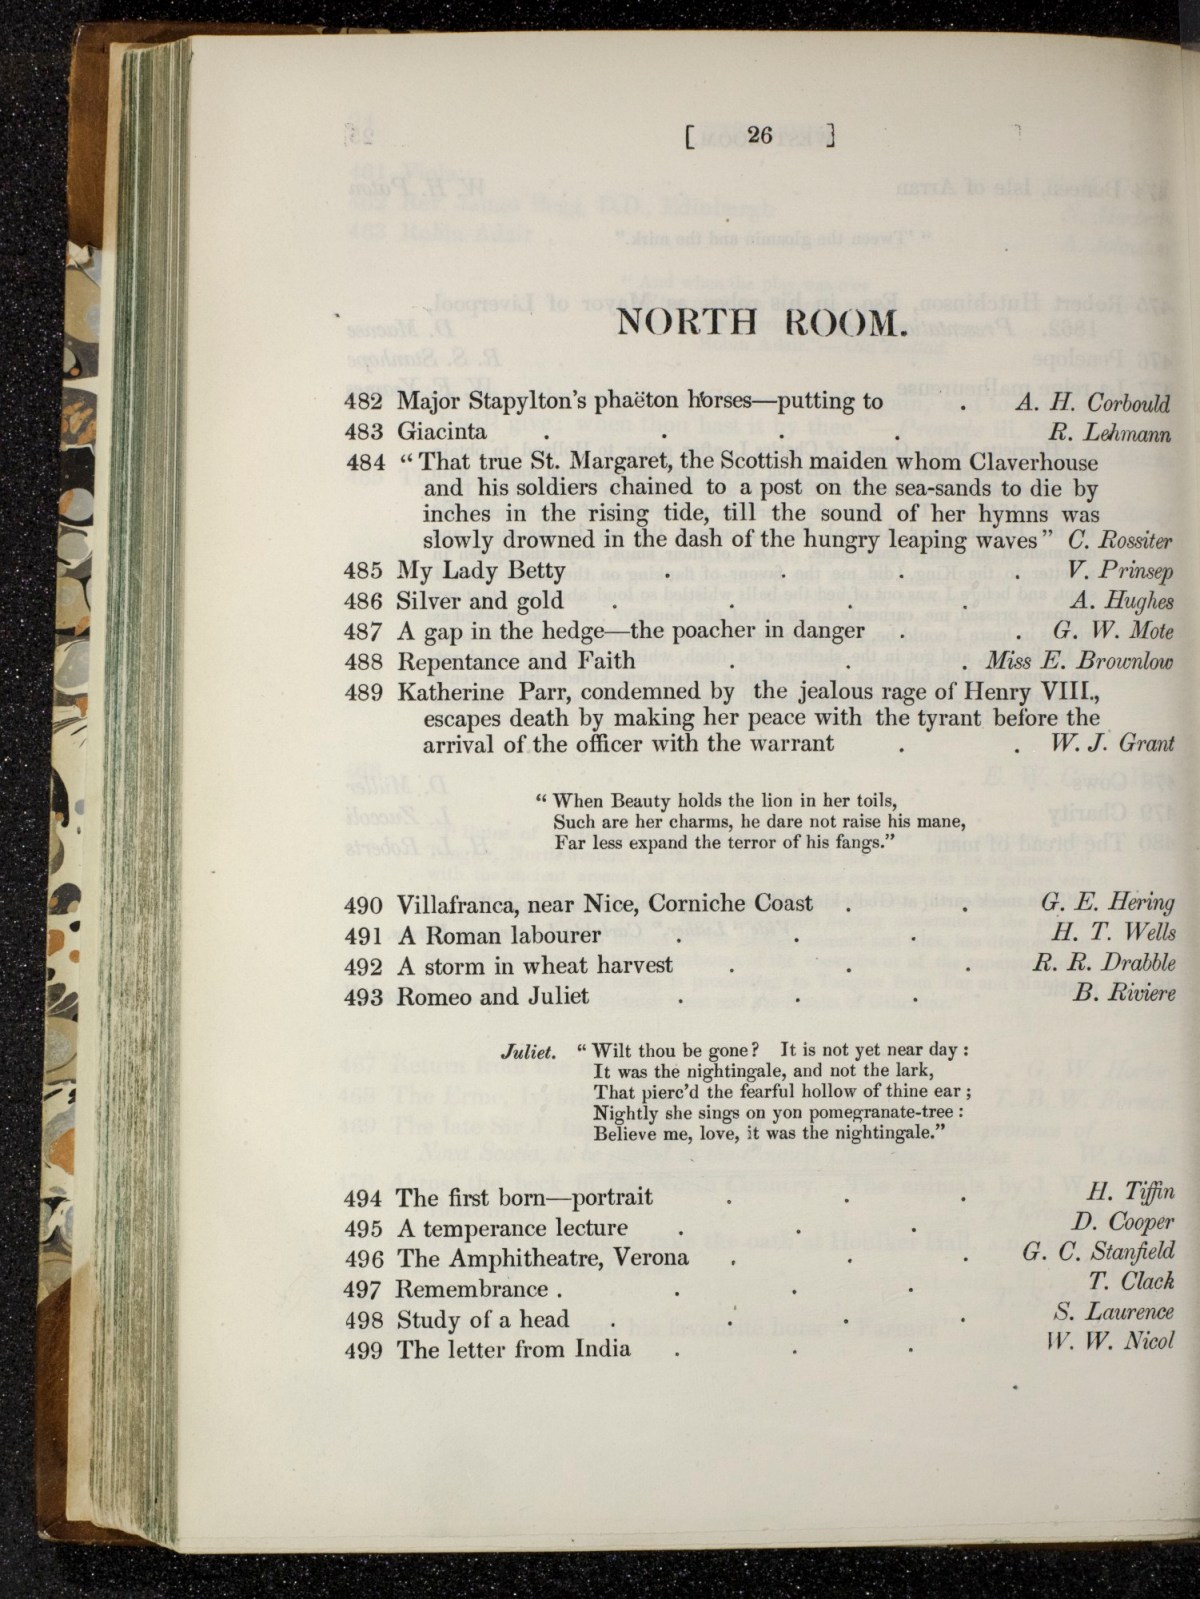 [ 26 ]
NORTH ROOM.
482 Major Stapylton's phaëton horses—putting to . A. H. Corbould
483 Giacinta . . . . R. Lehmann
484 “ That true St. Margaret, the Scottish maiden whom Claverhouse
and his soldiers chained to a post on the sea-sands to die by
inches in the rising tide, till the sound of her hymns was
slowly drowned in the dash of the hungry leaping waves ” C. Rossiter
485 My Lady Betty . . . . V. Prinsep
486 Silver and gold . . . . A. Hughes
487 A gap in the hedge—the poacher in danger . . G. W. Mote
488 Repentance and Faith . . . Miss E. Brownlow
489 Katherine Parr, condemned by the jealous rage of Henry VIII.,
escapes death by making her peace with the tyrant before the
arrival of the officer with the warrant . . W. J. Grant
“ When Beauty holds the lion in her toils,
Such are her charms, he dare not raise his mane,
Far less expand the terror of his fangs.”
490 Villafranca, near Nice, Corniche Coast . . G. E. Hering
491 A Roman labourer . . . H. T. Wells
492 A storm in wheat harvest . . . R. R. Drabble
493 Romeo and Juliet . . . B. Riviere
Juliet. “ Wilt thou be gone? It is not yet near day :
It was the nightingale, and not the lark,
That pierc'd the fearful hollow of thine ear ;
Nightly she sings on yon pomegranate-tree :
Believe me, love, it was the nightingale.”
494 The first born—portrait . . . H. Tiffin
495 A temperance lecture . . . D. Cooper
496 The Amphitheatre, Verona . . . G. C. Stanfield
497 Remembrance . . . . T. Clack
498 Study of a head . . . . S. Laurence
499 The letter from India . . . W. W. Nicol